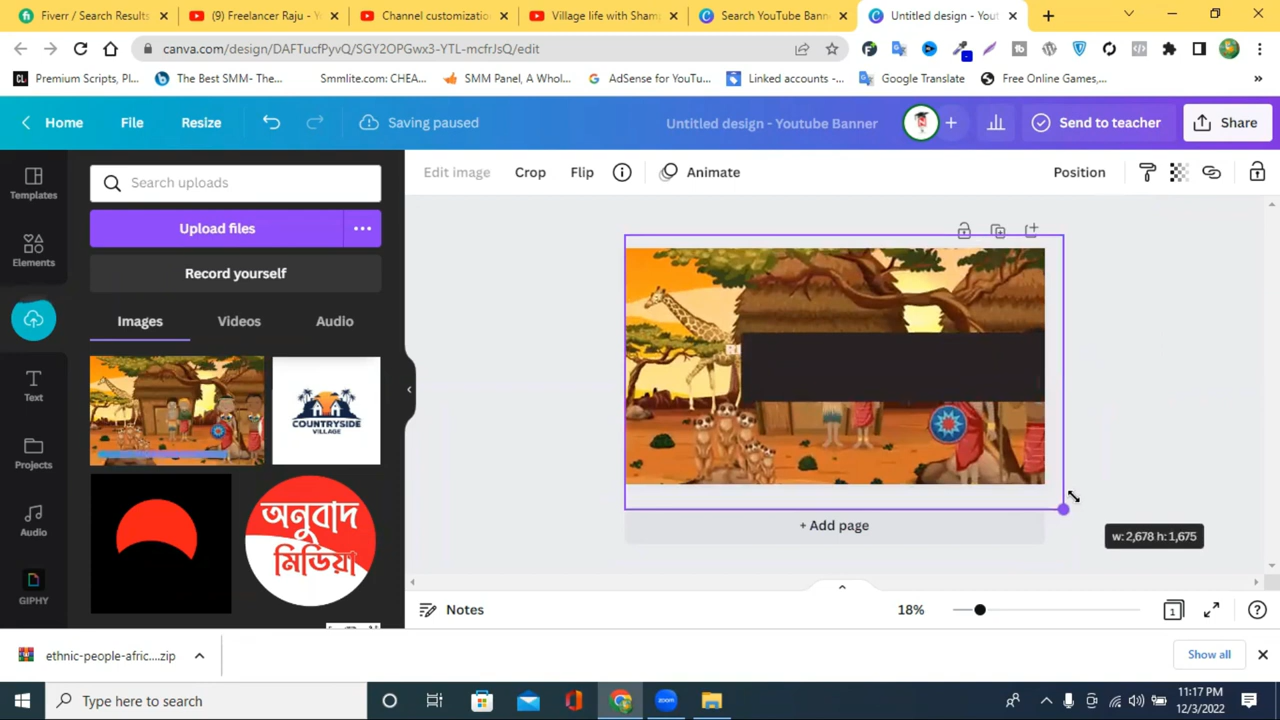 Fiverr / Search Results
(9) Freelancer Raju - Y
Channel customizatio
Village life with Sham
Search YouTube Bann
Untitled design - Yout
canva.com/design/DAFTucfPyvQ/SGY2OPGwx3-YTL-mcfrJsQ/edit
Premium Scripts, Pl...
The Best SMM- The...
Smmlite.com: CHEA...
SMM Panel, A Whol...
AdSense for YouTu...
Linked accounts -...
Google Translate
Free Online Games,...
Home
File
Resize
Saving paused
Untitled design - Youtube Banner
Send to teacher
Share
Templates
Elements
Text
Projects
Audio
GIPHY
Search uploads
Upload files
Record yourself
Images
Videos
Audio
COUNTRYSIDE
VILLAGE
অনুবাদ
মিডিয়া
Edit image
Crop
Flip
Animate
Position
+ Add page
w: 2,678 h: 1,675
Notes
18%
1
ethnic-people-afric....zip
Show all
Type here to search
11:17 PM
12/3/2022